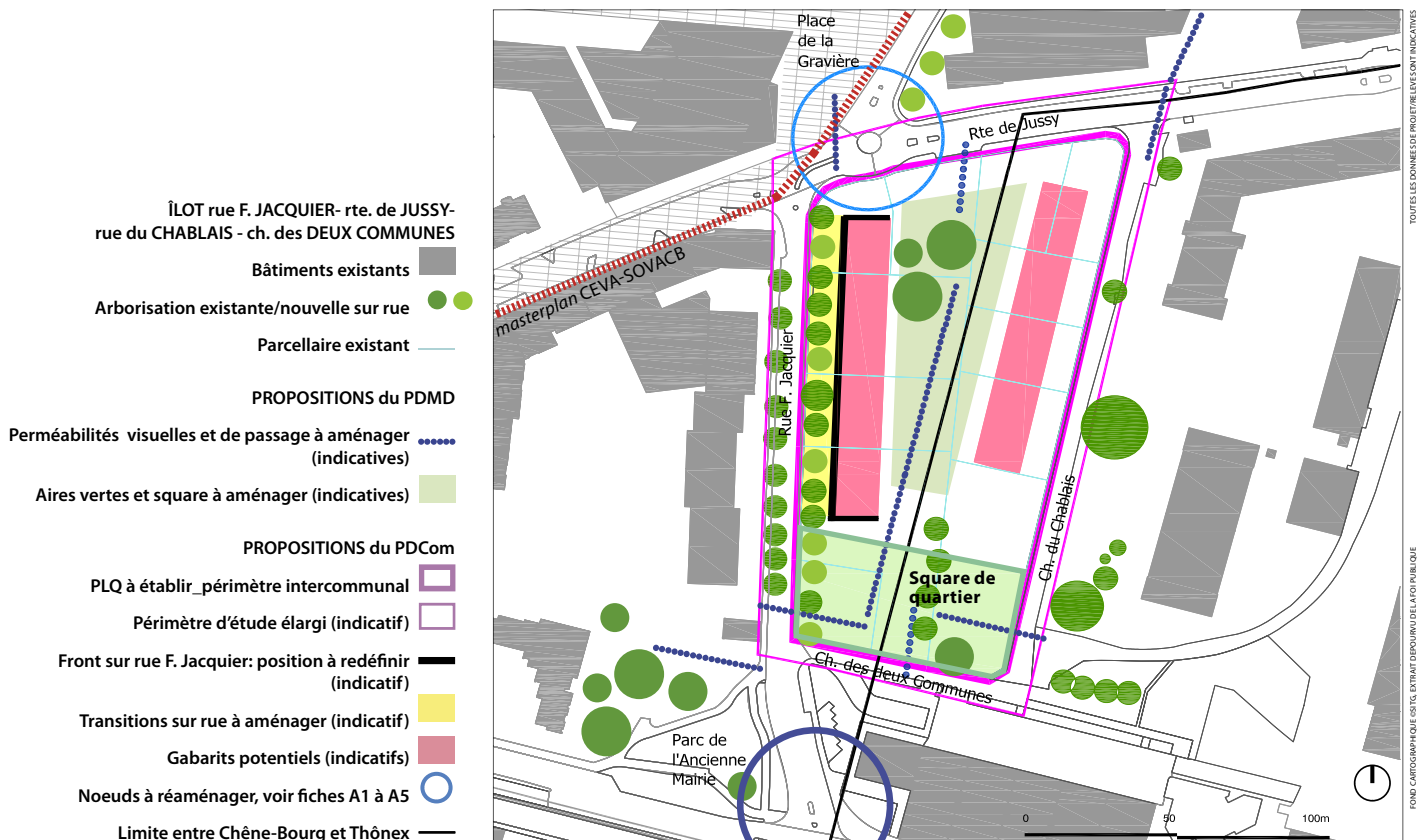 ÎLOT rue F. JACQUIER- rte. de JUSSY-
rue du CHABLAIS - ch. des DEUX COMMUNES
Bâtiments existants
Arborisation existante/nouvelle sur rue
Parcellaire existant
PROPOSITIONS du PDMD
Perméabilités visuelles et de passage à aménager
(indicatives)
Aires vertes et square à aménager (indicatives)
PROPOSITIONS du PDCom
PLQ à établir_périmètre intercommunal
Périmètre d'étude élargi (indicatif)
Front sur rue F. Jacquier: position à redéfinir
(indicatif)
Transitions sur rue à aménager (indicatif)
Gabarits potentiels (indicatifs)
Noeuds à réaménager, voir fiches A1 à A5
Limite entre Chêne-Bourg et Thônex
Place
de la
Gravière
Rte de Jussy
masterplan CEVA-SOVACB
Rue F. Jacquier
Ch. du Chablais
Square de
quartier
Ch. des deux Communes
Parc de
l'Ancienne
Mairie
0 50 100m
TOUTES LES DONNEES DE PROJET/RELEVE SONT INDICATIVES
FOND CARTOGRAPHIQUE ©SITG, EXTRAIT DEPOURVU DE LA FOI PUBLIQUE